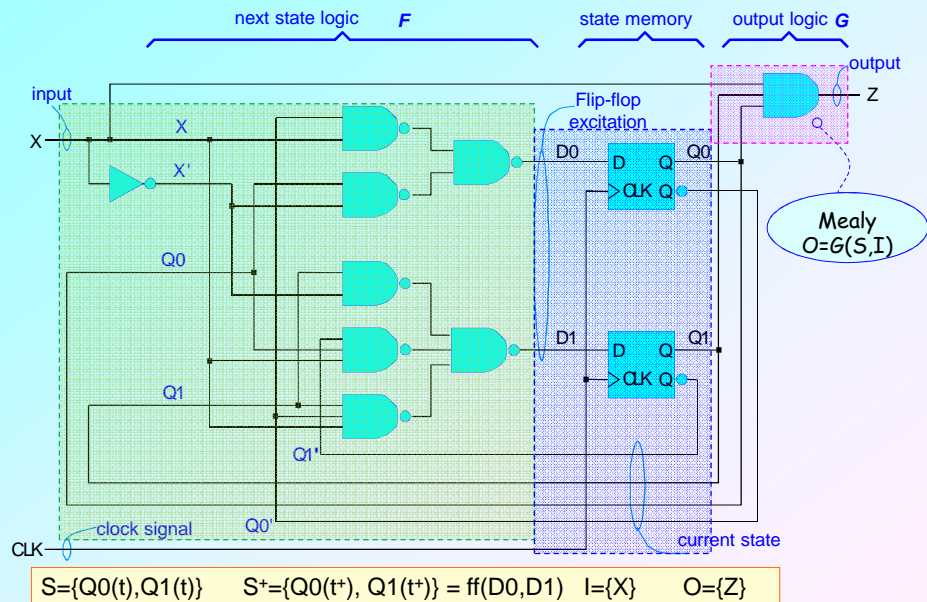 next state logic F
state memory
output logic G
output
input
Z
X
X
X'
Flip-flop
excitation
D0
D Q
CLK Q
Q0
Mealy
O=G(S,I)
Q0
D1
D Q
CLK Q
Q1
Q1
Q1'
Q0'
clock signal
CLK
current state
S={Q0(t),Q1(t)} S+={Q0(t+), Q1(t+)} = ff(D0,D1) I={X} O={Z}